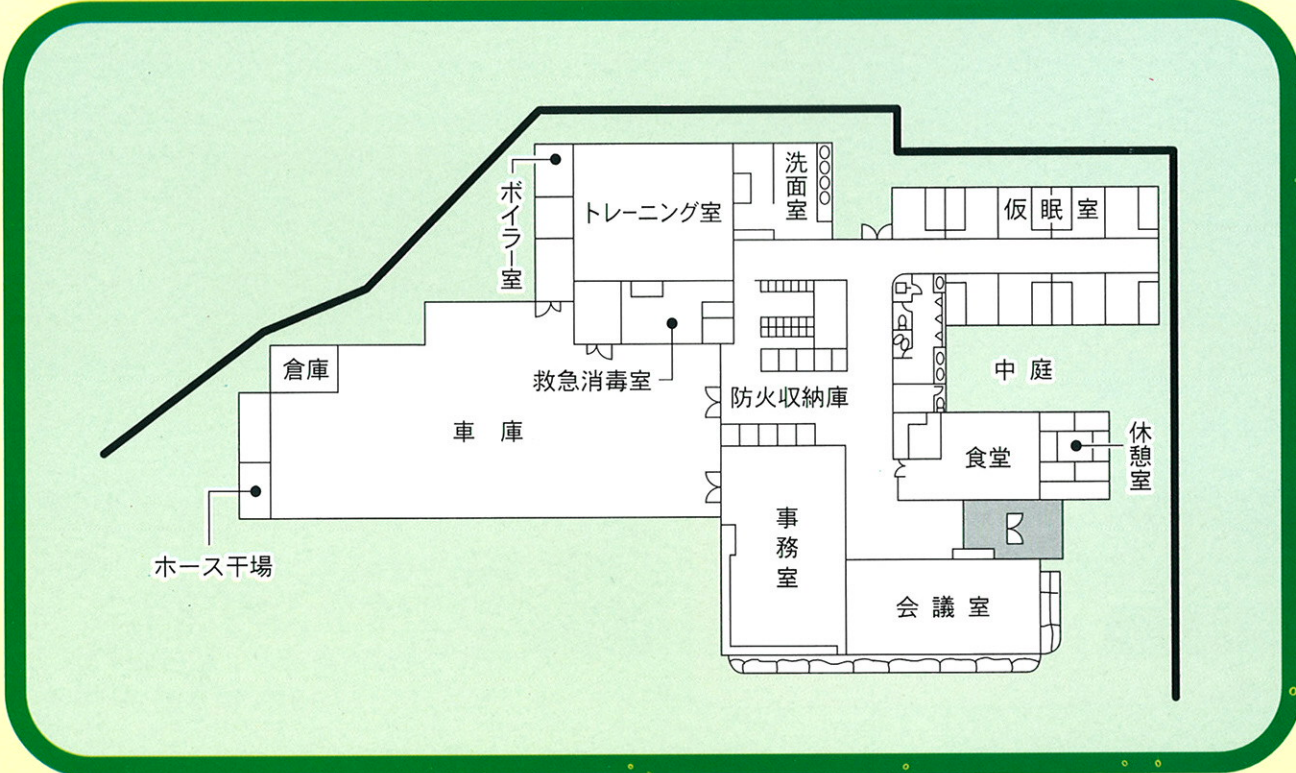 洗面室
ボイラー室
トレーニング室
仮眠室
倉庫
救急消毒室
中庭
防火収納庫
車庫
休憩室
食堂
事務室
ホース干場
会議室